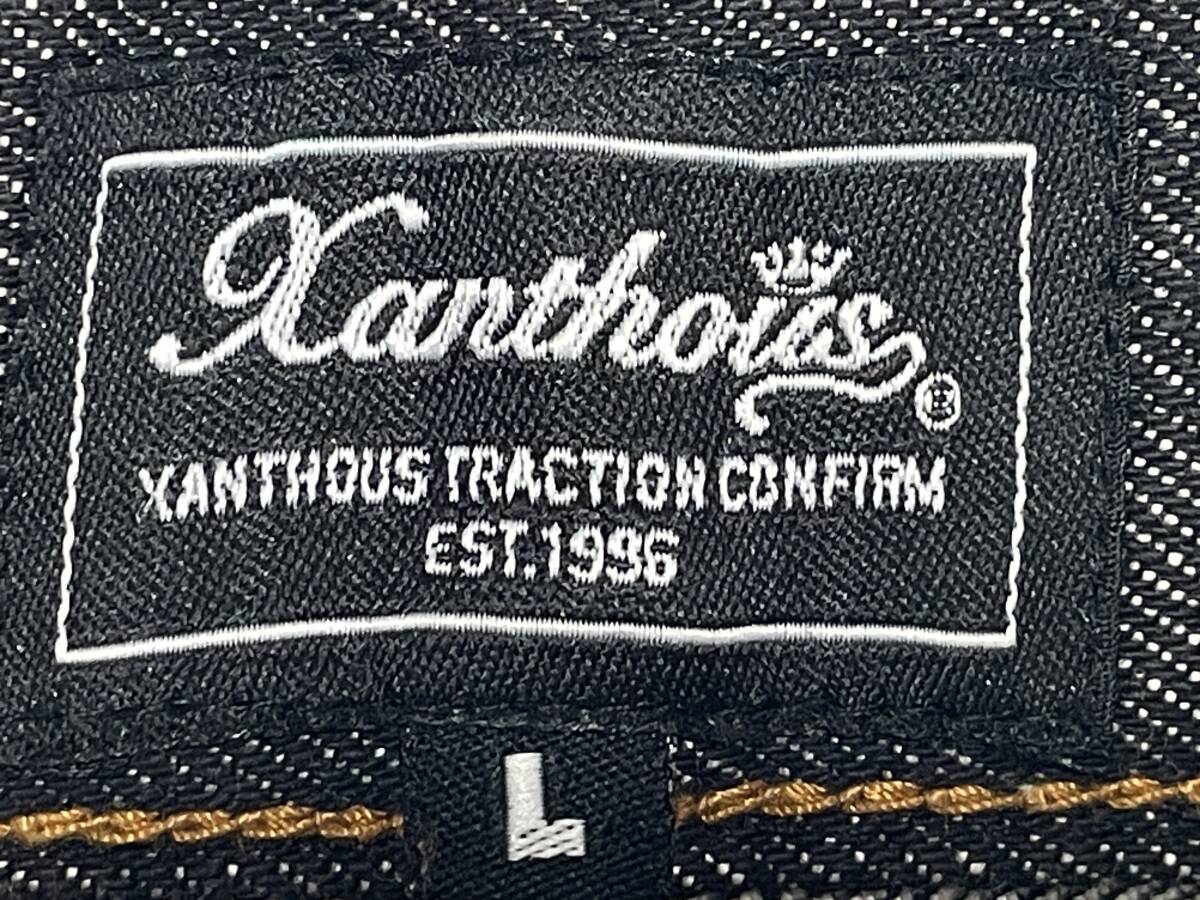 Xanthous®
XANTHOUS TRACTION CONFIRM
EST.1996
L